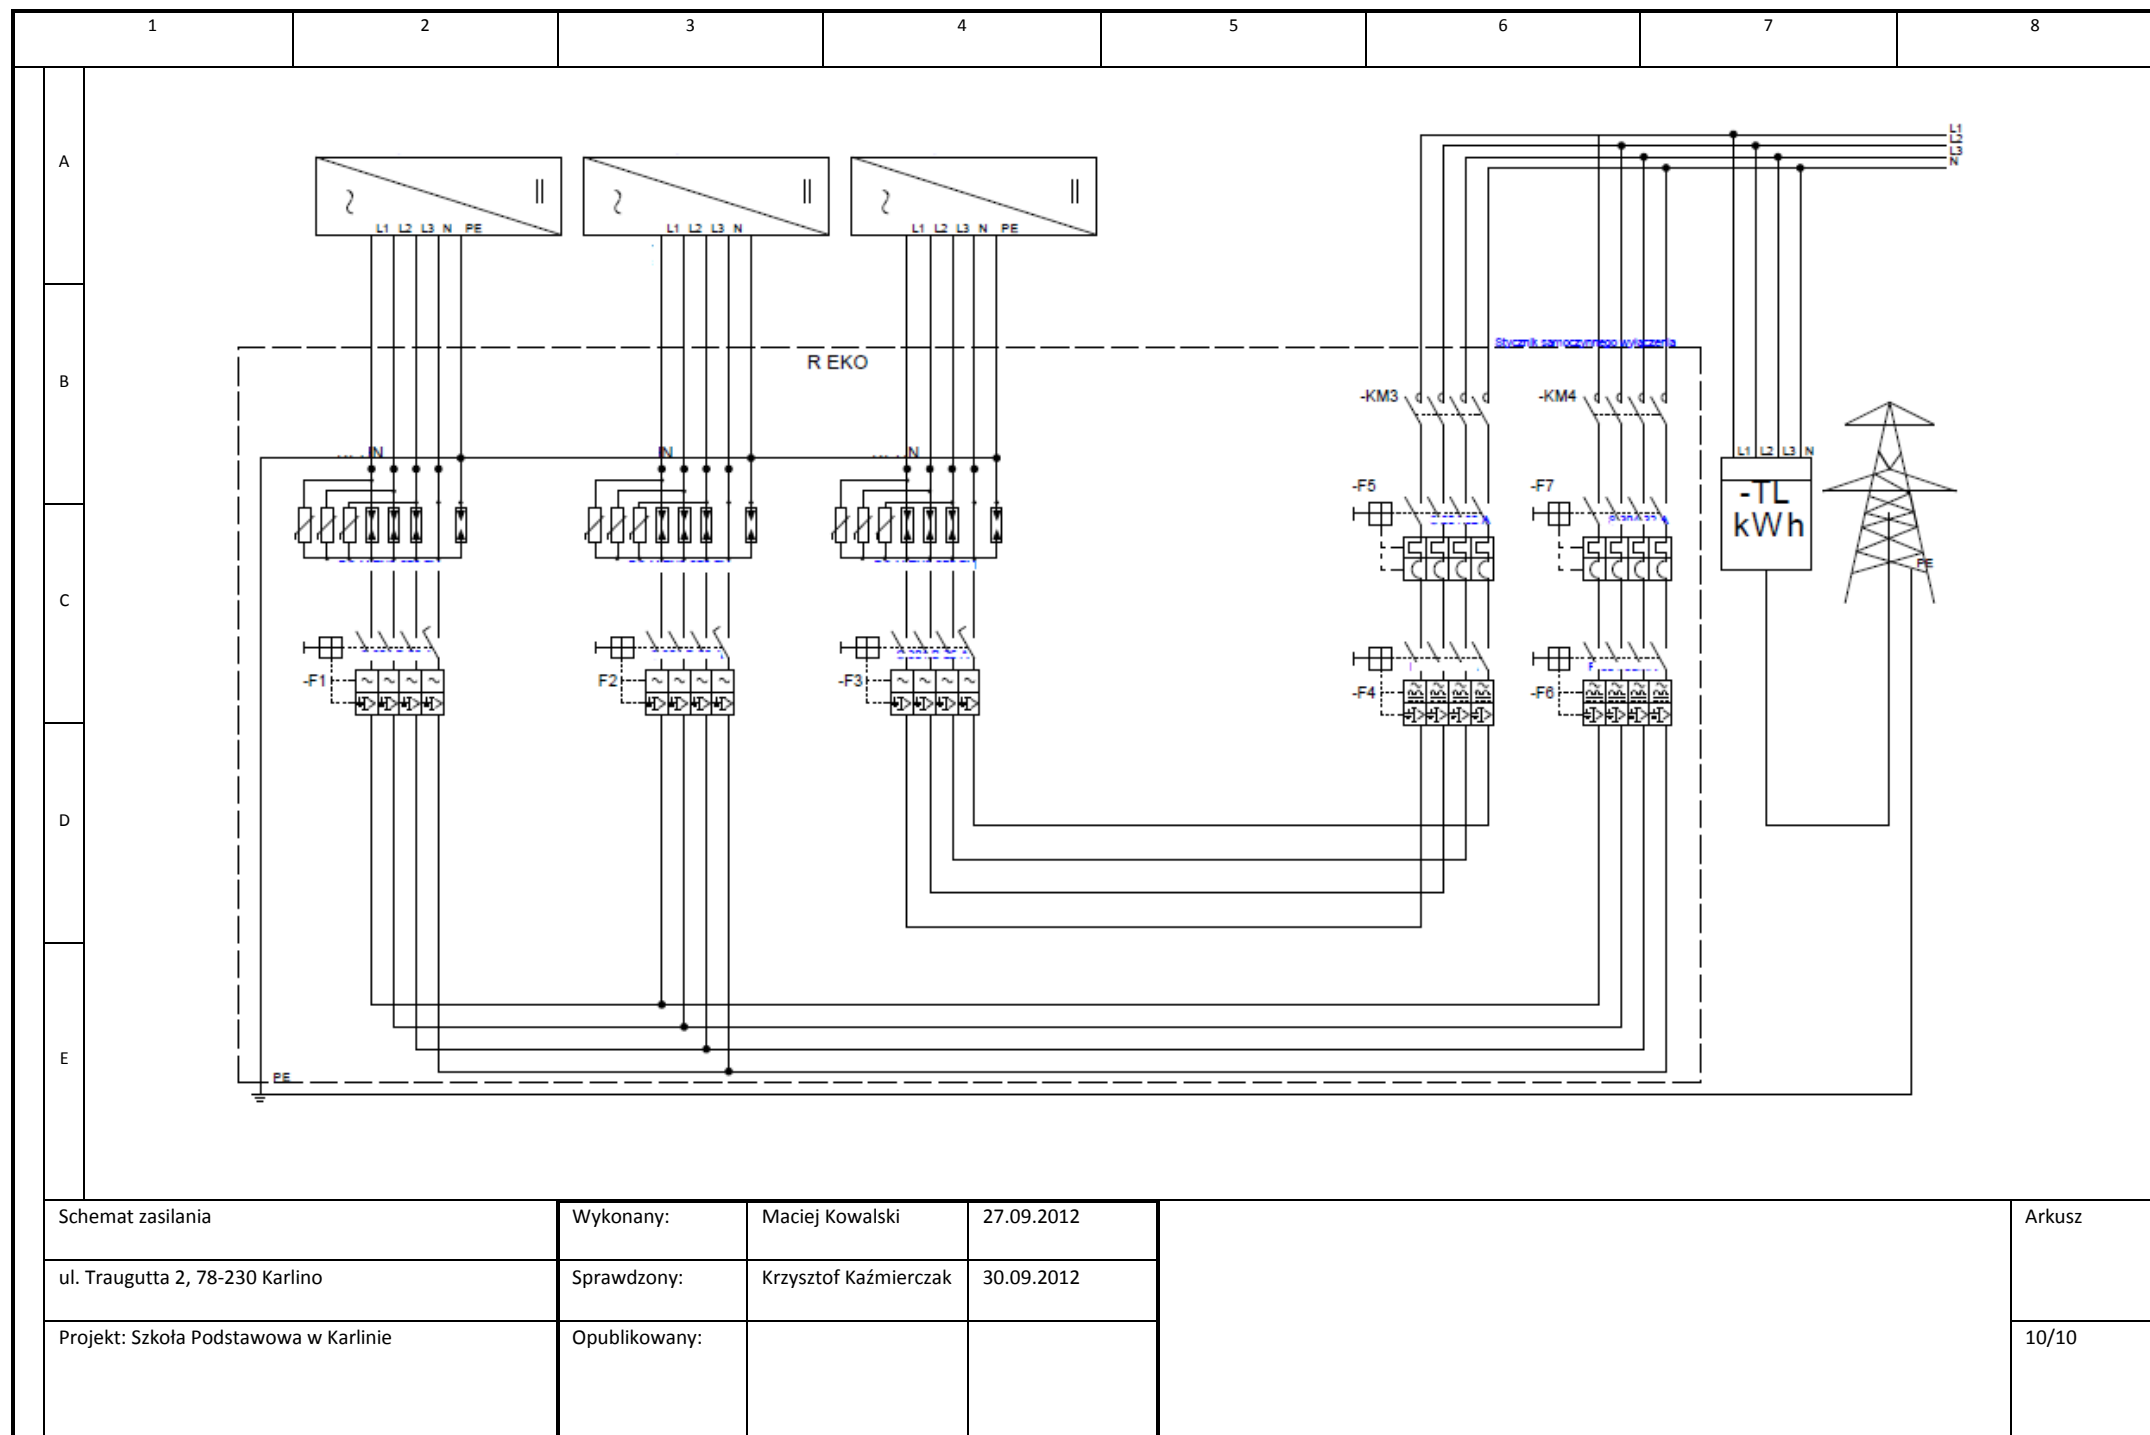 1 2 3 4 5 6 7 8
A
L1
L2
L3
N
L1 L2 L3 N PE
L1 L2 L3 N
L1 L2 L3 N PE
Stycznik samoczynnego wyłączenia
R EKO
B
-KM3
-KM4
N
N
N
L1 L2 L3 N
-F5
-F7
-TL
kWh
PE
C
-F1
F2
-F3
-F4
-F6
D
E
PE
Schemat zasilania
Wykonany:
Maciej Kowalski
27.09.2012
Arkusz
ul. Traugutta 2, 78-230 Karlino
Sprawdzony:
Krzysztof Kaźmierczak
30.09.2012
Projekt: Szkoła Podstawowa w Karlinie
Opublikowany:
10/10